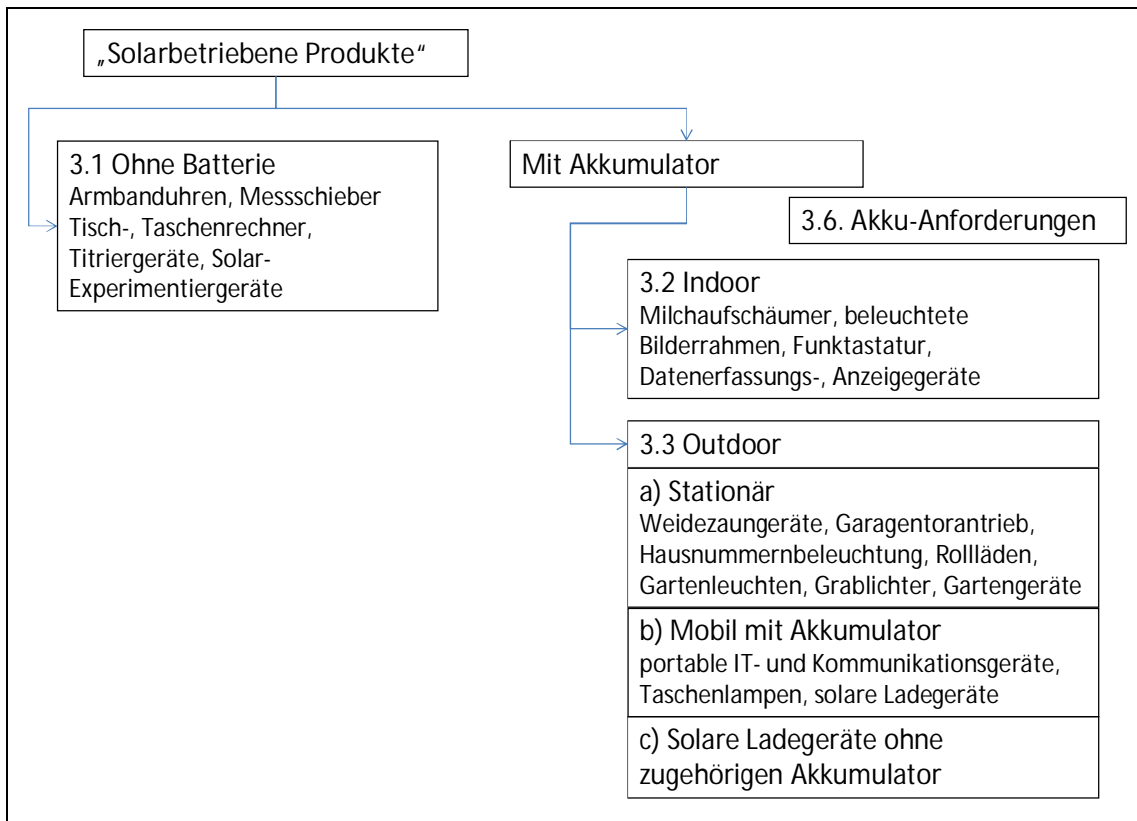 „Solarbetriebene Produkte“
3.1 Ohne Batterie
Armbanduhren, Messschieber
Tisch-, Taschenrechner,
Titriergeräte, Solar-
Experimentiergeräte
Mit Akkumulator
3.6. Akku-Anforderungen
3.2 Indoor
Milchaufschäumer, beleuchtete
Bilderrahmen, Funktastatur,
Datenerfassungs-, Anzeigegeräte
3.3 Outdoor
a) Stationär
Weidezaungeräte, Garagentorantrieb,
Hausnummernbeleuchtung, Rollläden,
Gartenleuchten, Grablichter, Gartengeräte
b) Mobil mit Akkumulator
portable IT- und Kommunikationsgeräte,
Taschenlampen, solare Ladegeräte
c) Solare Ladegeräte ohne
zugehörigen Akkumulator